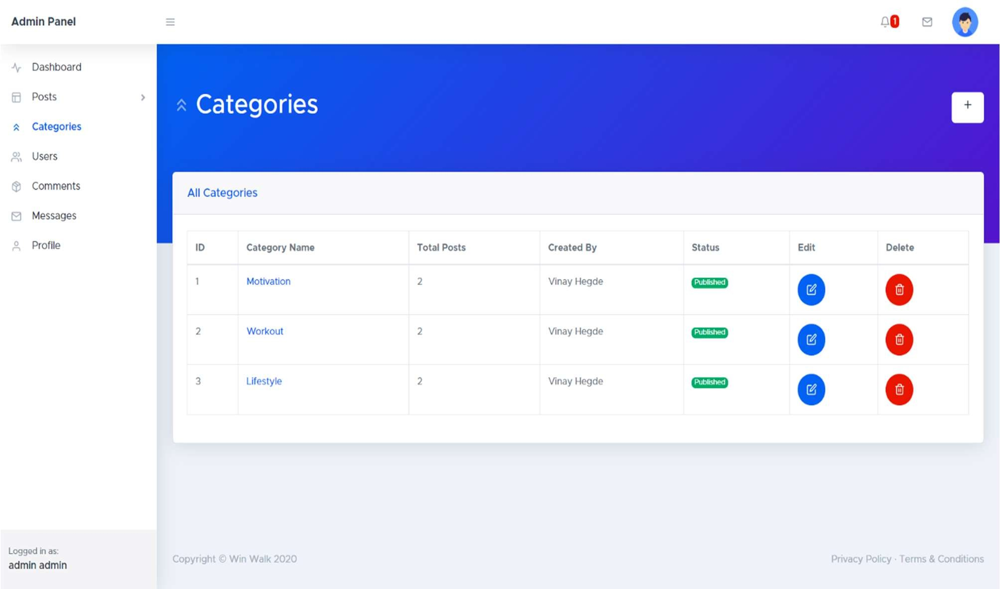 Admin Panel
1
Dashboard
Posts
Categories
Users
Comments
Messages
Profile
Logged in as:
admin admin
Categories
+
All Categories
ID Category Name Total Posts Created By Status Edit Delete
1 Motivation 2 Vinay Hegde Published
2 Workout 2 Vinay Hegde Published
3 Lifestyle 2 Vinay Hegde Published
Copyright © Win Walk 2020
Privacy Policy · Terms & Conditions